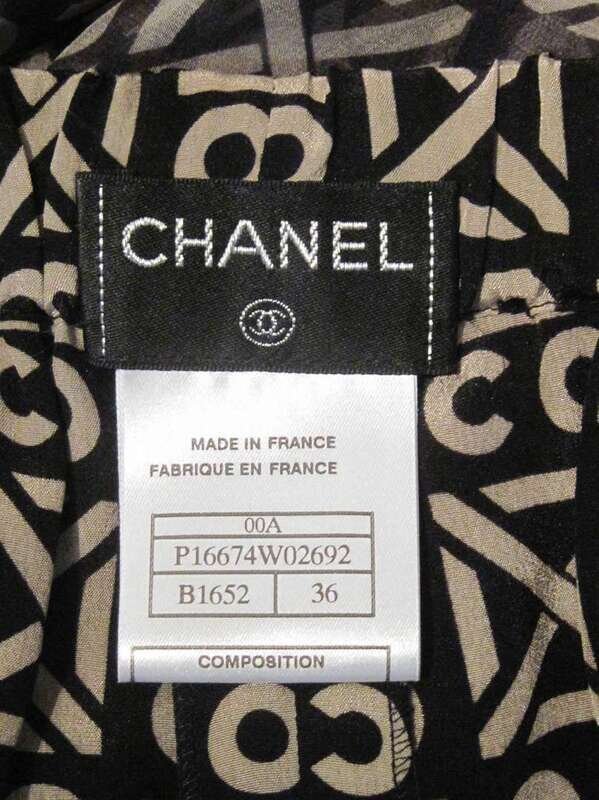 CHANEL
MADE IN FRANCE
FABRIQUE EN FRANCE
00A
P16674W02692
B1652 36
COMPOSITION